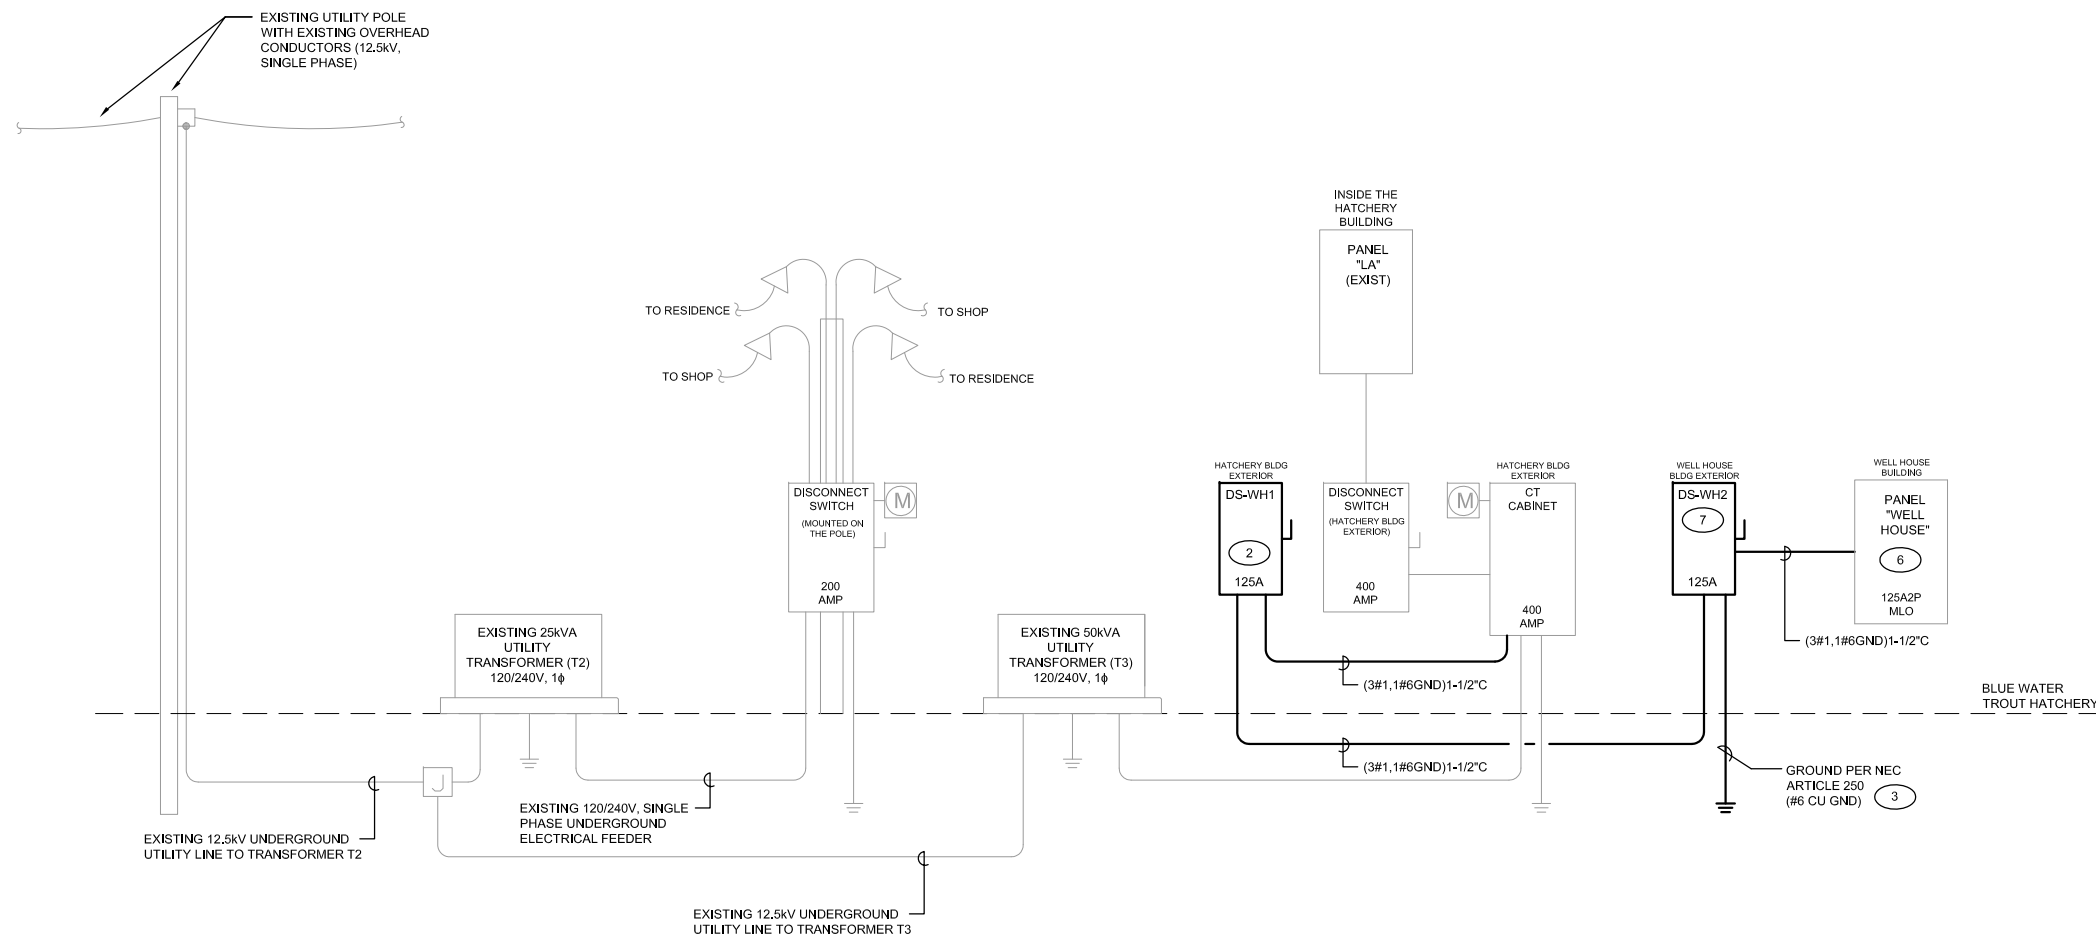 EXISTING UTILITY POLE
WITH EXISTING OVERHEAD
CONDUCTORS (12.5kV,
SINGLE PHASE)
INSIDE THE
HATCHERY
BUILDING
PANEL
"LA"
(EXIST)
TO RESIDENCE
TO SHOP
TO SHOP
TO RESIDENCE
DISCONNECT
SWITCH
(MOUNTED ON
THE POLE)
200
AMP
M
HATCHERY BLDG
EXTERIOR
DS-WH1
2
125A
DISCONNECT
SWITCH
(HATCHERY BLDG
EXTERIOR)
400
AMP
M
HATCHERY BLDG
EXTERIOR
CT
CABINET
400
AMP
WELL HOUSE
BLDG EXTERIOR
DS-WH2
7
125A
WELL HOUSE
BUILDING
PANEL
"WELL
HOUSE"
6
125A2P
MLO
(3#1,1#6GND)1-1/2"C
EXISTING 25kVA
UTILITY
TRANSFORMER (T2)
120/240V, 1ϕ
EXISTING 50kVA
UTILITY
TRANSFORMER (T3)
120/240V, 1ϕ
(3#1,1#6GND)1-1/2"C
BLUE WATER
TROUT HATCHERY
(3#1,1#6GND)1-1/2"C
GROUND PER NEC
ARTICLE 250
(#6 CU GND)
3
J
EXISTING 120/240V, SINGLE
PHASE UNDERGROUND
ELECTRICAL FEEDER
EXISTING 12.5kV UNDERGROUND
UTILITY LINE TO TRANSFORMER T2
EXISTING 12.5kV UNDERGROUND
UTILITY LINE TO TRANSFORMER T3